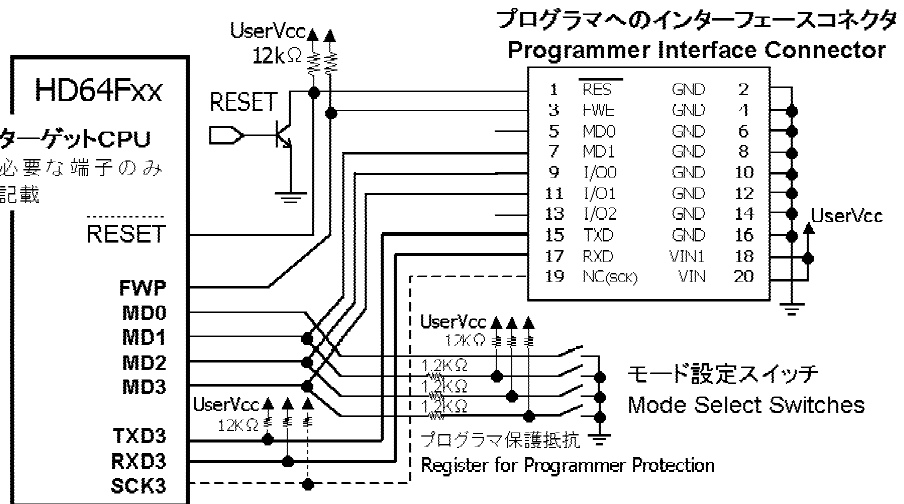 プログラマへのインターフェースコネクタ
Programmer Interface Connector
UserVcc
12kΩ
HD64Fxx
ターゲットCPU
必要な端子のみ
記載
RESET
1 RES GND 2
3 FWE GND 4
5 MD0 GND 6
7 MD1 GND 8
9 I/O0 GND 10
11 I/O1 GND 12
13 I/O2 GND 14
15 TXD GND 16
17 RXD VIN1 18
19 NC(SCK) VIN 20
UserVcc
RESET
FWP
MD0
MD1
MD2
MD3
UserVcc
12KΩ
1.2KΩ
1.2KΩ
1.2KΩ
モード設定スイッチ
Mode Select Switches
UserVcc
12KΩ
TXD3
RXD3
SCK3
プログラマ保護抵抗
Register for Programmer Protection